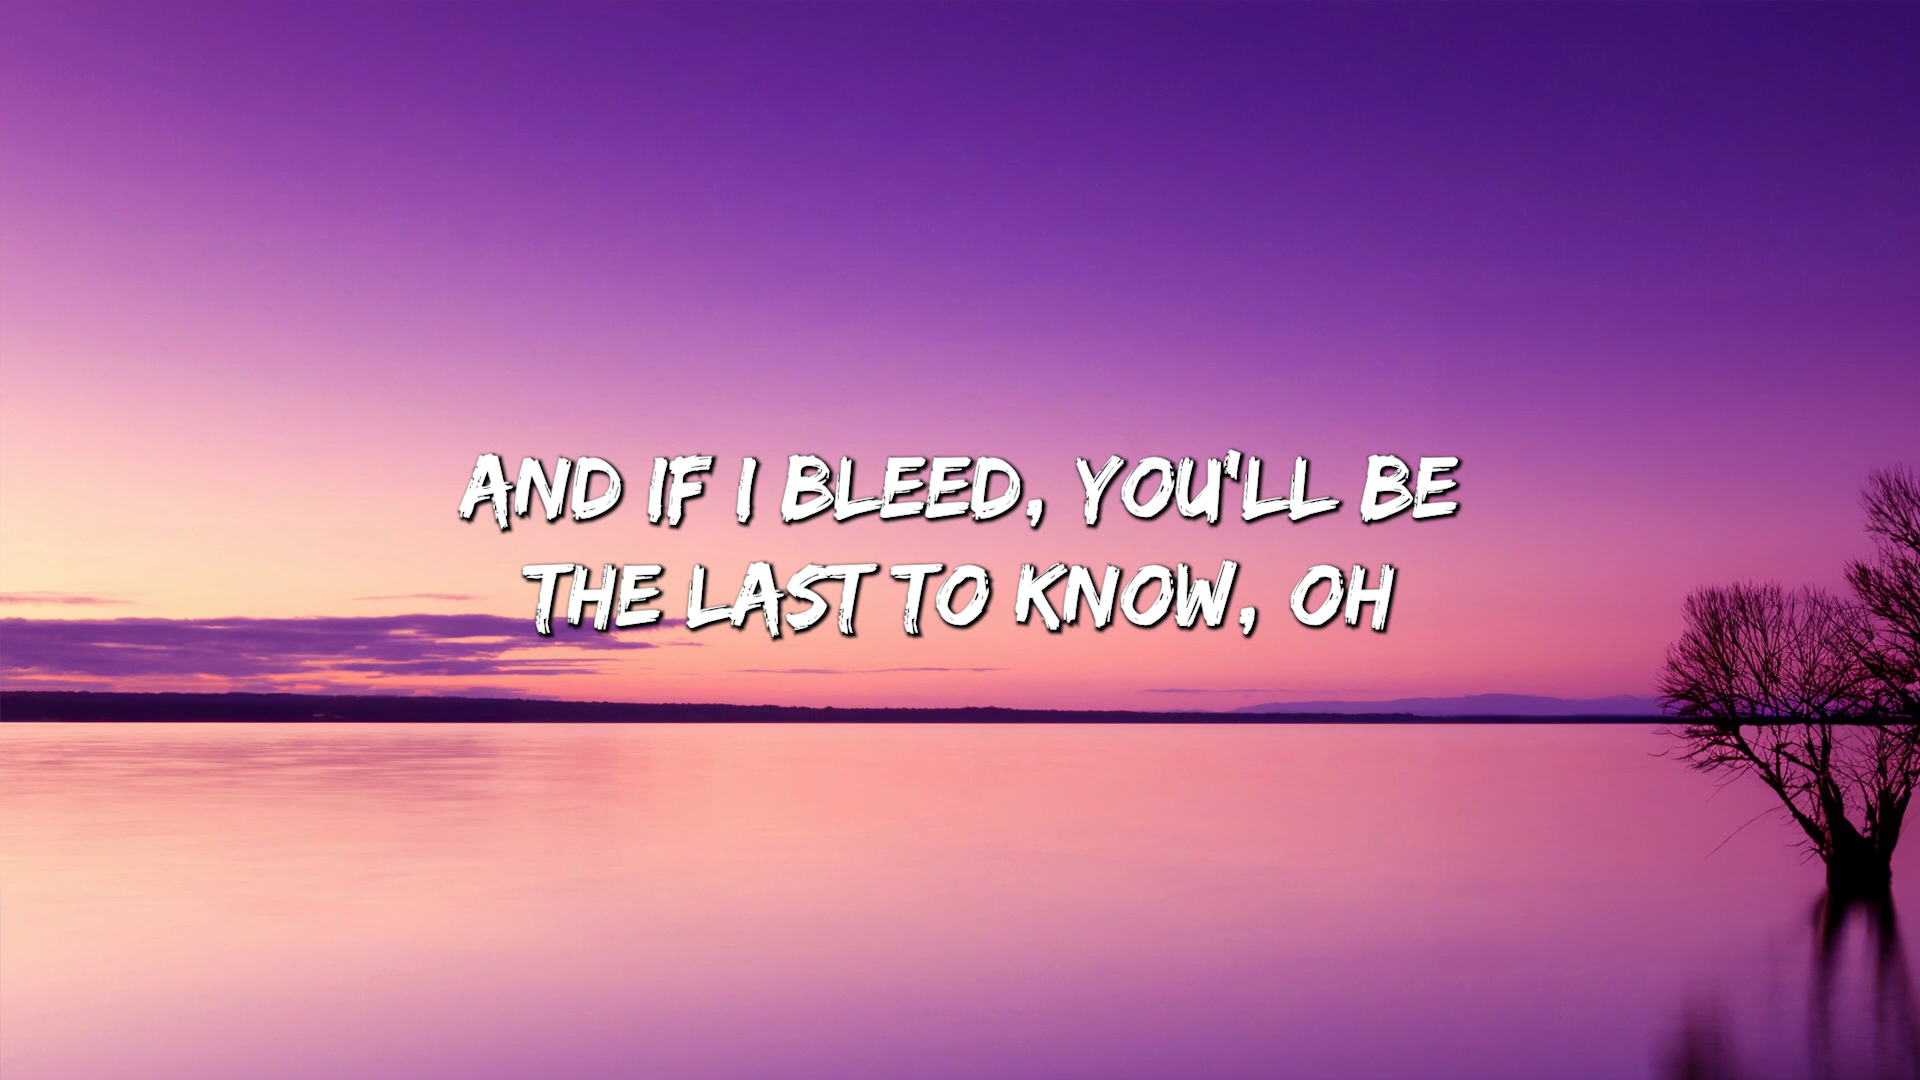 AND IF I BLEED, YOU'LL BE
THE LAST TO KNOW, OH